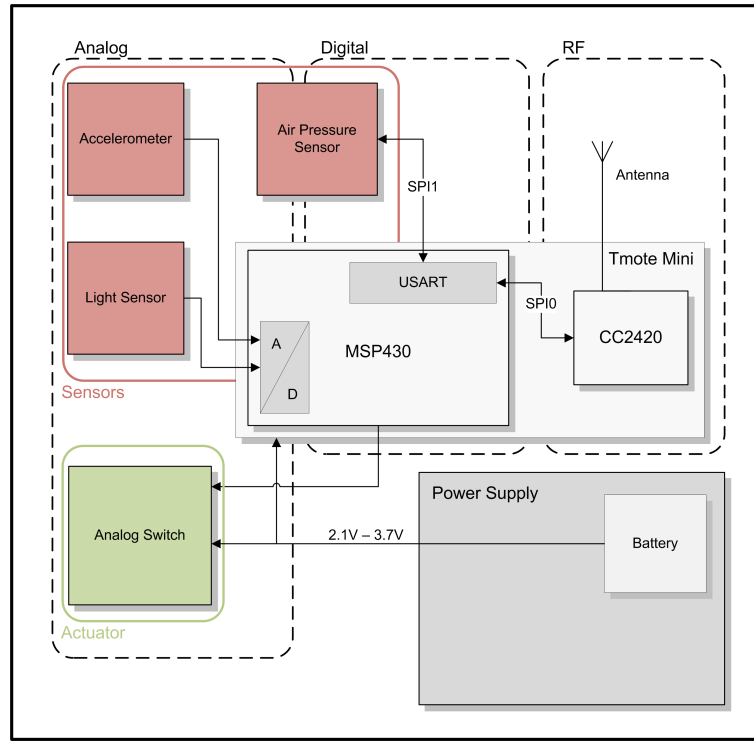 Analog
Digital
RF
Accelerometer
Air Pressure
Sensor
SPI1
Antenna
Tmote Mini
Light Sensor
USART
SPI0
A
D
MSP430
CC2420
Sensors
Analog Switch
Actuator
2.1V – 3.7V
Power Supply
Battery